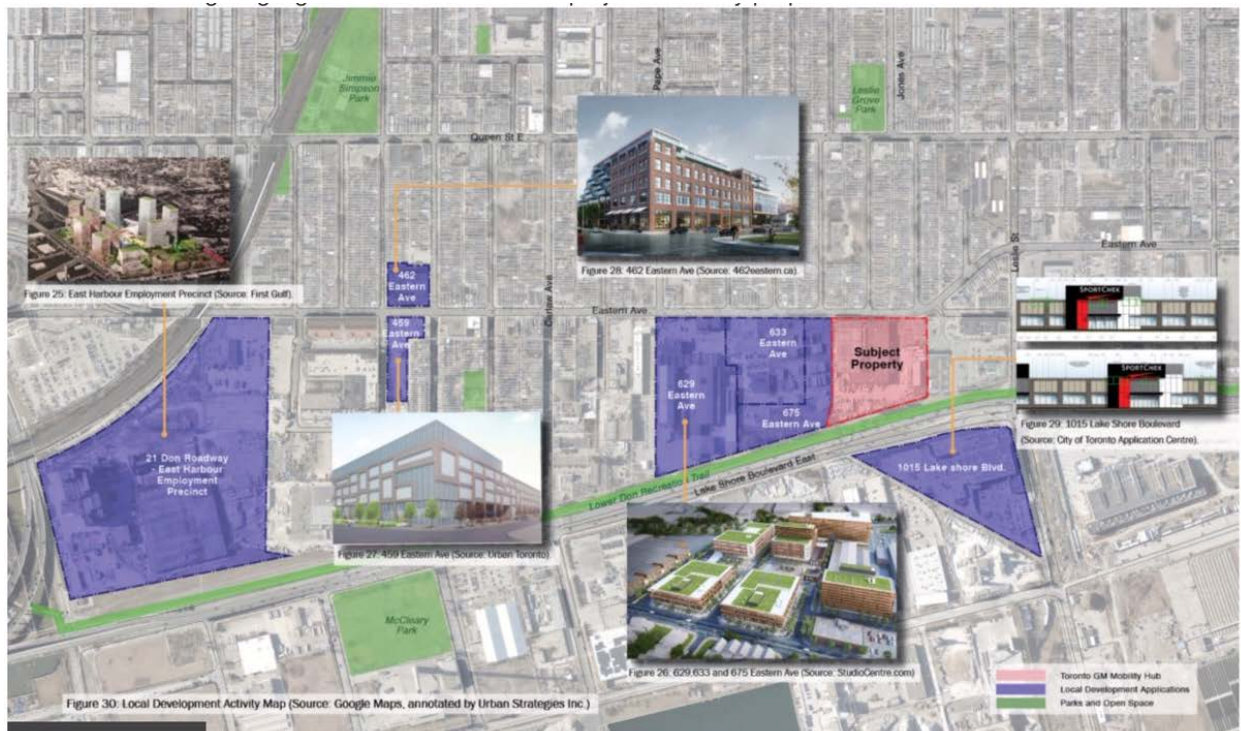 Jimmie
Simpson
Park
Pape Ave
Leslie
Grove
Park
Jones Ave
Queen St E
462
Eastern
Ave
Figure 28: 462 Eastern Ave (Source: 462eastern.ca).
Leslie St
Eastern Ave
Figure 25: East Harbour Employment Precinct (Source: First Gulf).
Carlaw Ave
Eastern Ave
459
Eastern
Ave
SPORTCHEK
SPORTCHEK
Figure 29: 1015 Lake Shore Boulevard
(Source: City of Toronto Application Centre).
633
Eastern
Ave
Subject
Property
629
Eastern
Ave
675
Eastern Ave
21 Don Roadway
- East Harbour
Employment
Precinct
1015 Lake shore Blvd.
Lower Don Recreation Trail
Lake Shore Boulevard East
Figure 27: 459 Eastern Ave (Source: Urban Toronto).
McCleary
Park
Figure 26: 629,633 and 675 Eastern Ave (Source: StudioCentre.com)
Toronto GM Mobility Hub
Local Development Applications
Parks and Open Space
Figure 30: Local Development Activity Map (Source: Google Maps, annotated by Urban Strategies Inc.)